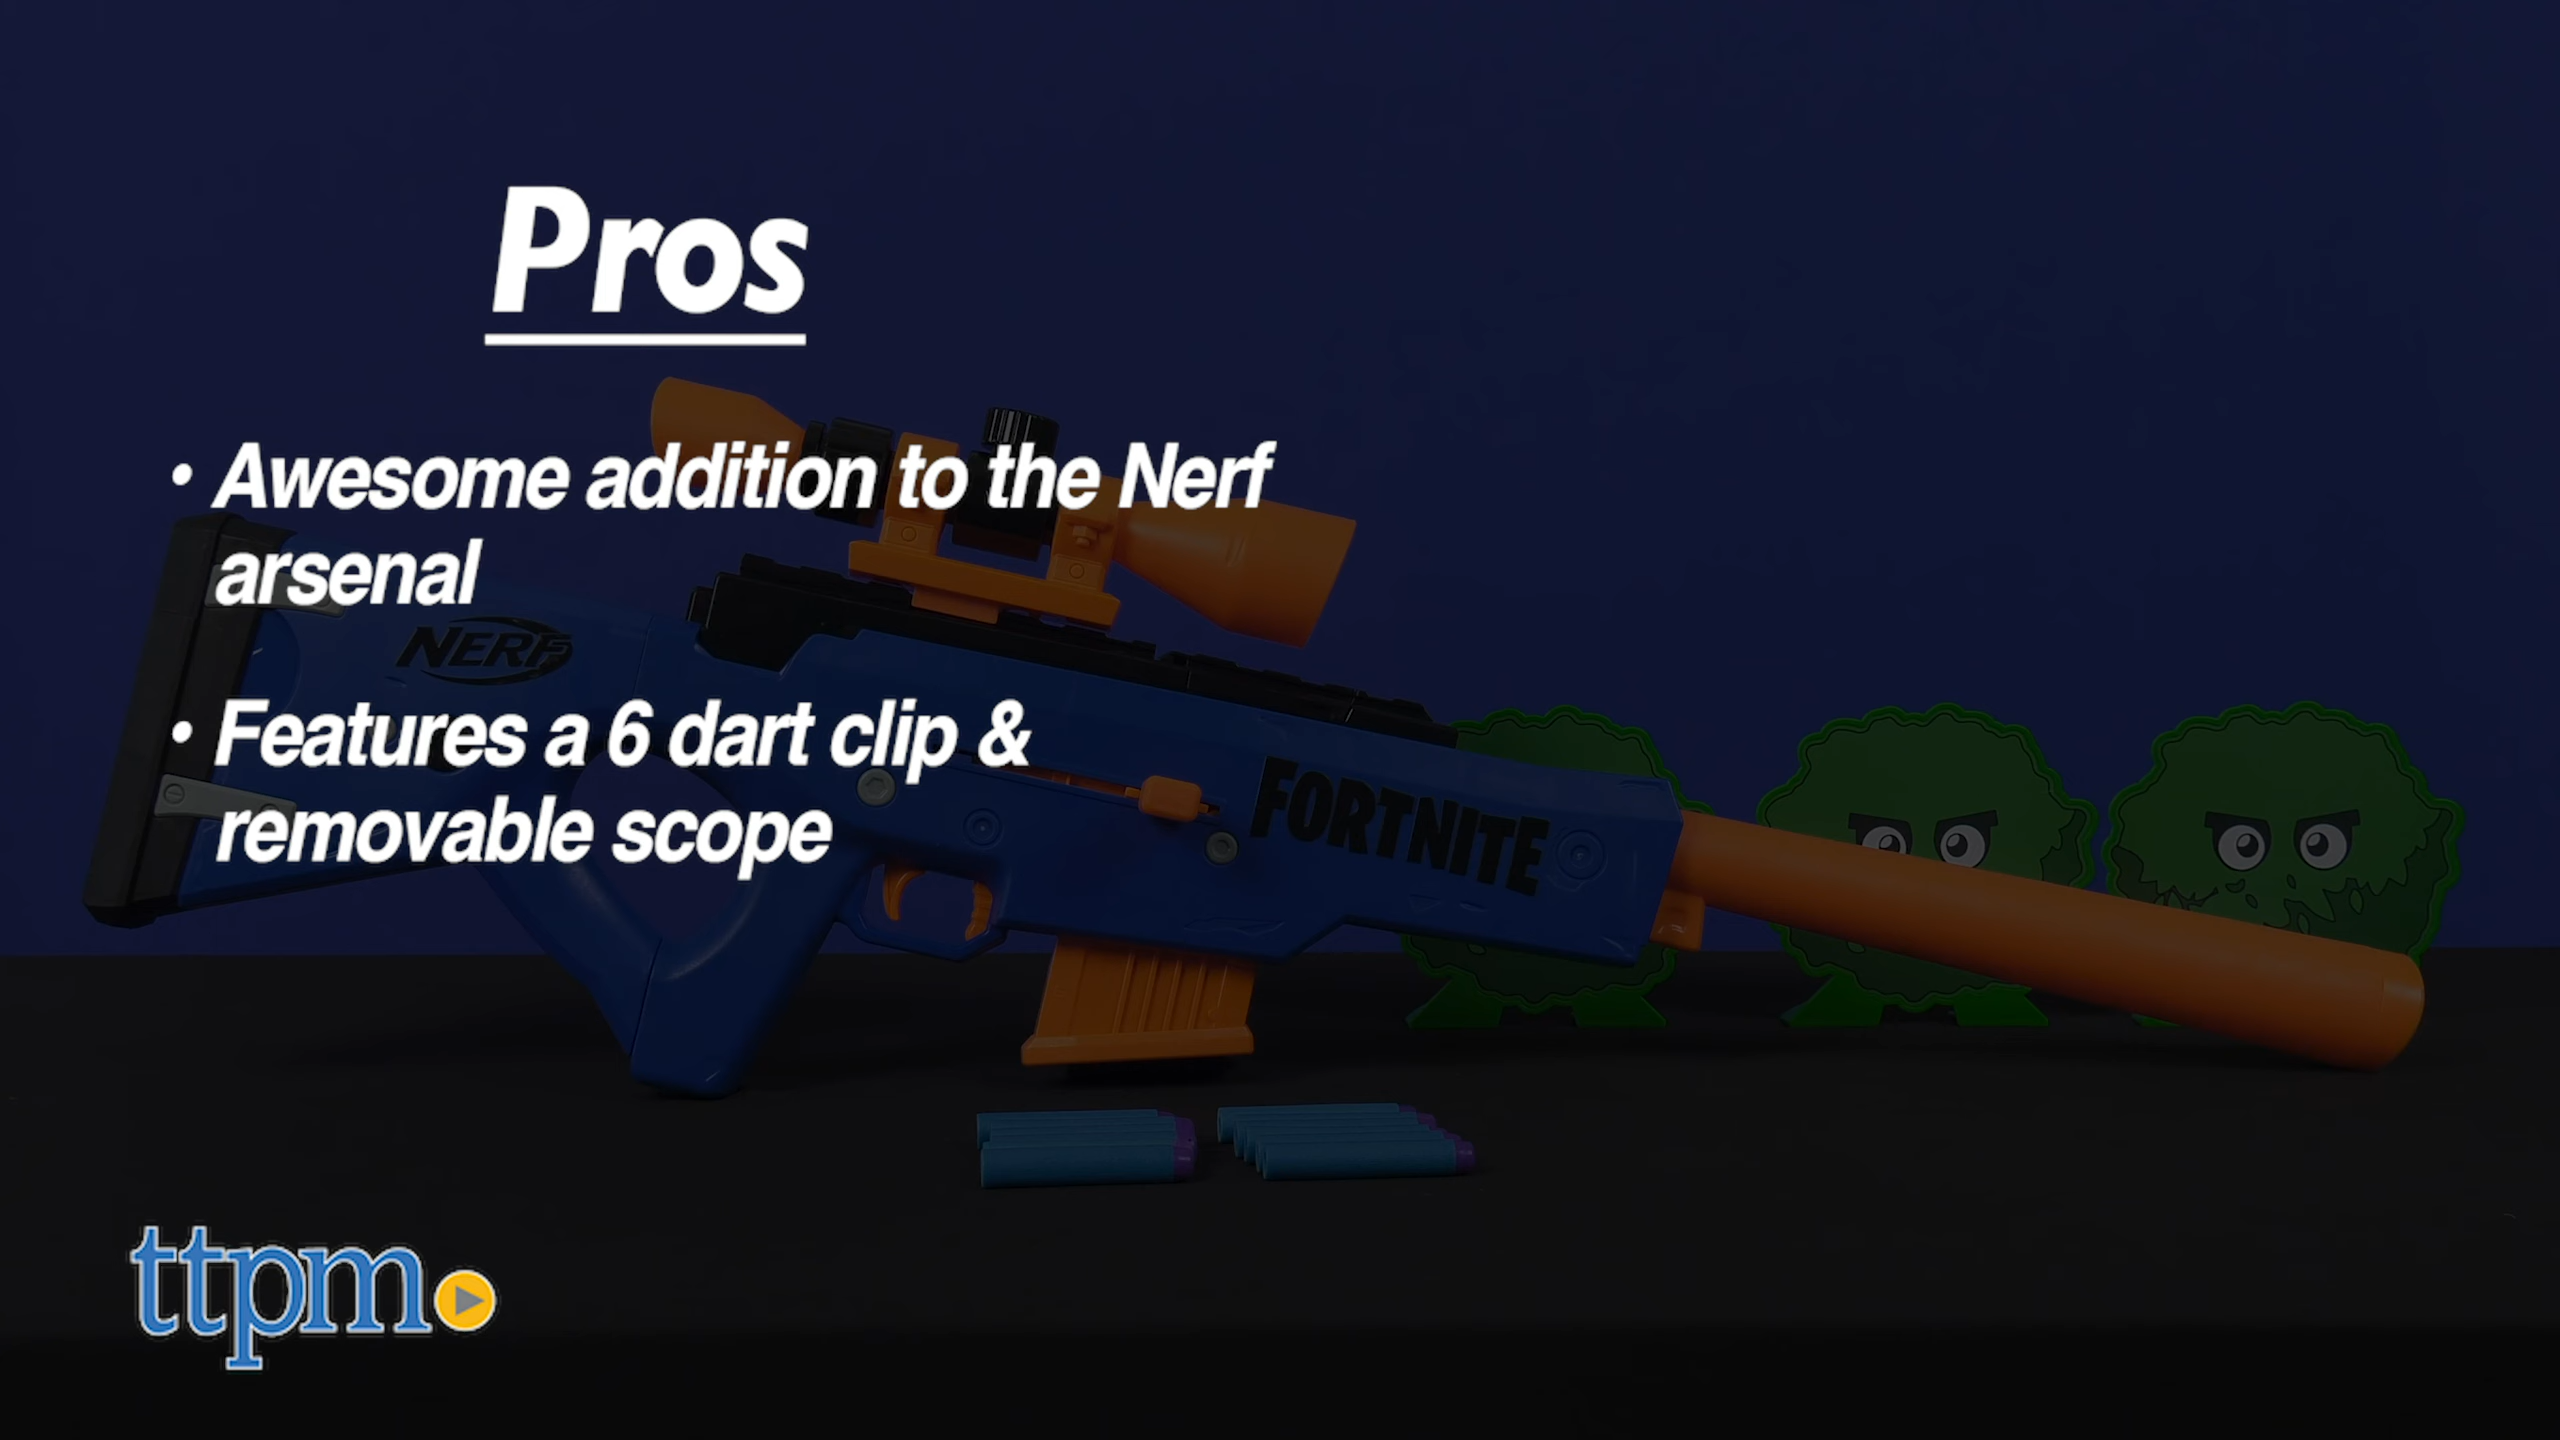 Pros
• Awesome addition to the Nerf
arsenal
NERF
• Features a 6 dart clip &
removable scope
FORTNITE
ttpm